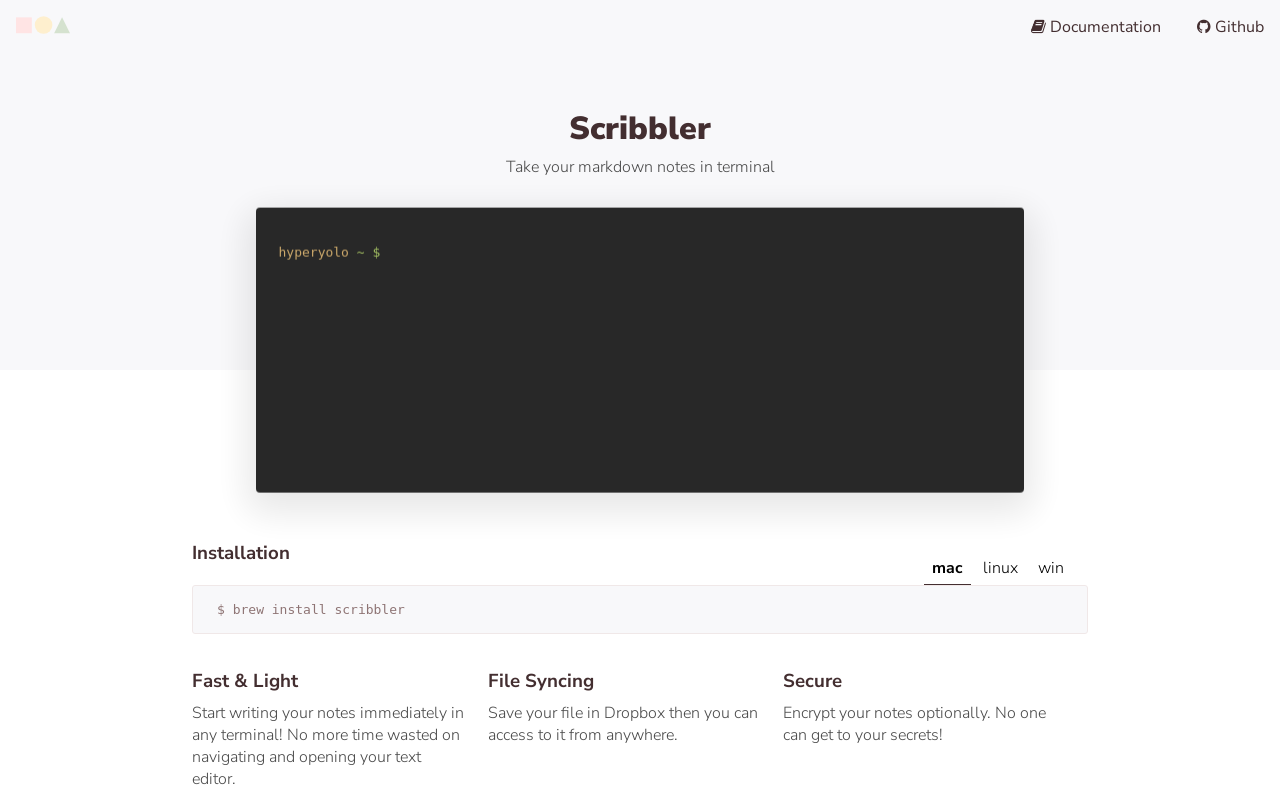 Documentation
Github
Scribbler
Take your markdown notes in terminal
hyperyolo ~ $
Installation
mac
linux
win
$ brew install scribbler
Fast & Light
Start writing your notes immediately in
any terminal! No more time wasted on
navigating and opening your text
editor.
File Syncing
Save your file in Dropbox then you can
access to it from anywhere.
Secure
Encrypt your notes optionally. No one
can get to your secrets!